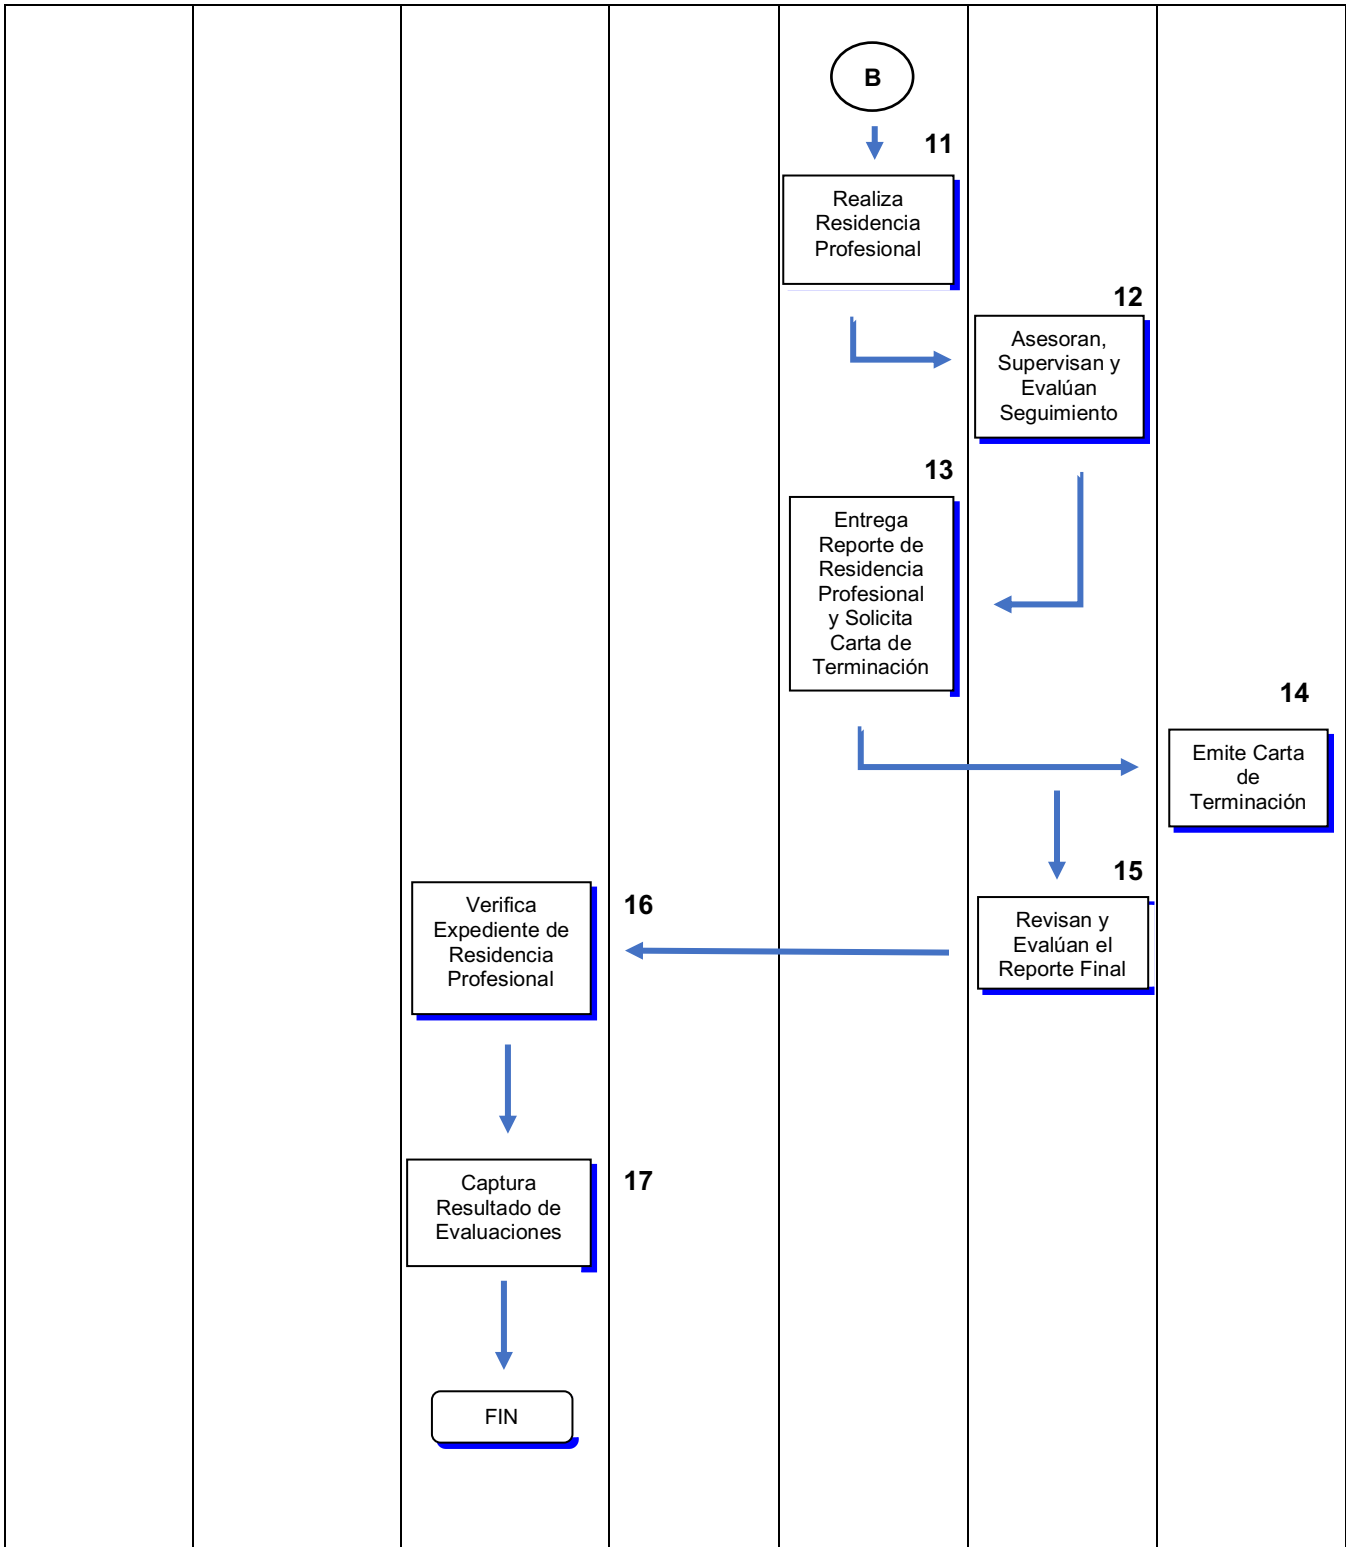 B
11
Realiza
Residencia
Profesional
12
Asesoran,
Supervisan y
Evalúan
Seguimiento
13
Entrega
Reporte de
Residencia
Profesional
y Solicita
Carta de
Terminación
14
Emite Carta
de
Terminación
15
Revisan y
Evalúan el
Reporte Final
16
Verifica
Expediente de
Residencia
Profesional
17
Captura
Resultado de
Evaluaciones
FIN